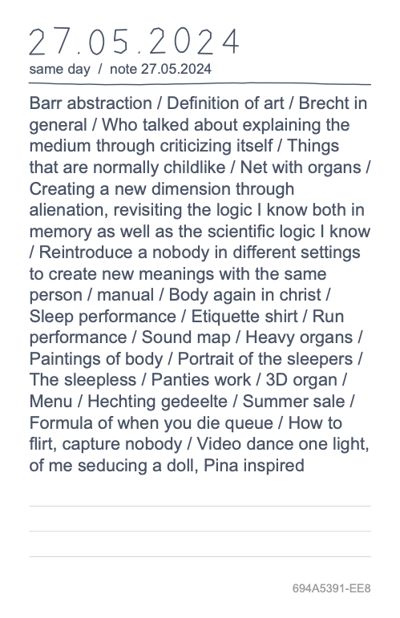 27.05.2024
same day / note 27.05.2024
Barr abstraction / Definition of art / Brecht in
general / Who talked about explaining the
medium through criticizing itself / Things
that are normally childlike / Net with organs /
Creating a new dimension through
alienation, revisiting the logic I know both in
memory as well as the scientific logic I know
/ Reintroduce a nobody in different settings
to create new meanings with the same
person / manual / Body again in christ /
Sleep performance / Etiquette shirt / Run
performance / Sound map / Heavy organs /
Paintings of body / Portrait of the sleepers /
The sleepless / Panties work / 3D organ /
Menu / Hechting gedeelte / Summer sale /
Formula of when you die queue / How to
flirt, capture nobody / Video dance one light,
of me seducing a doll, Pina inspired
694A5391-EE8